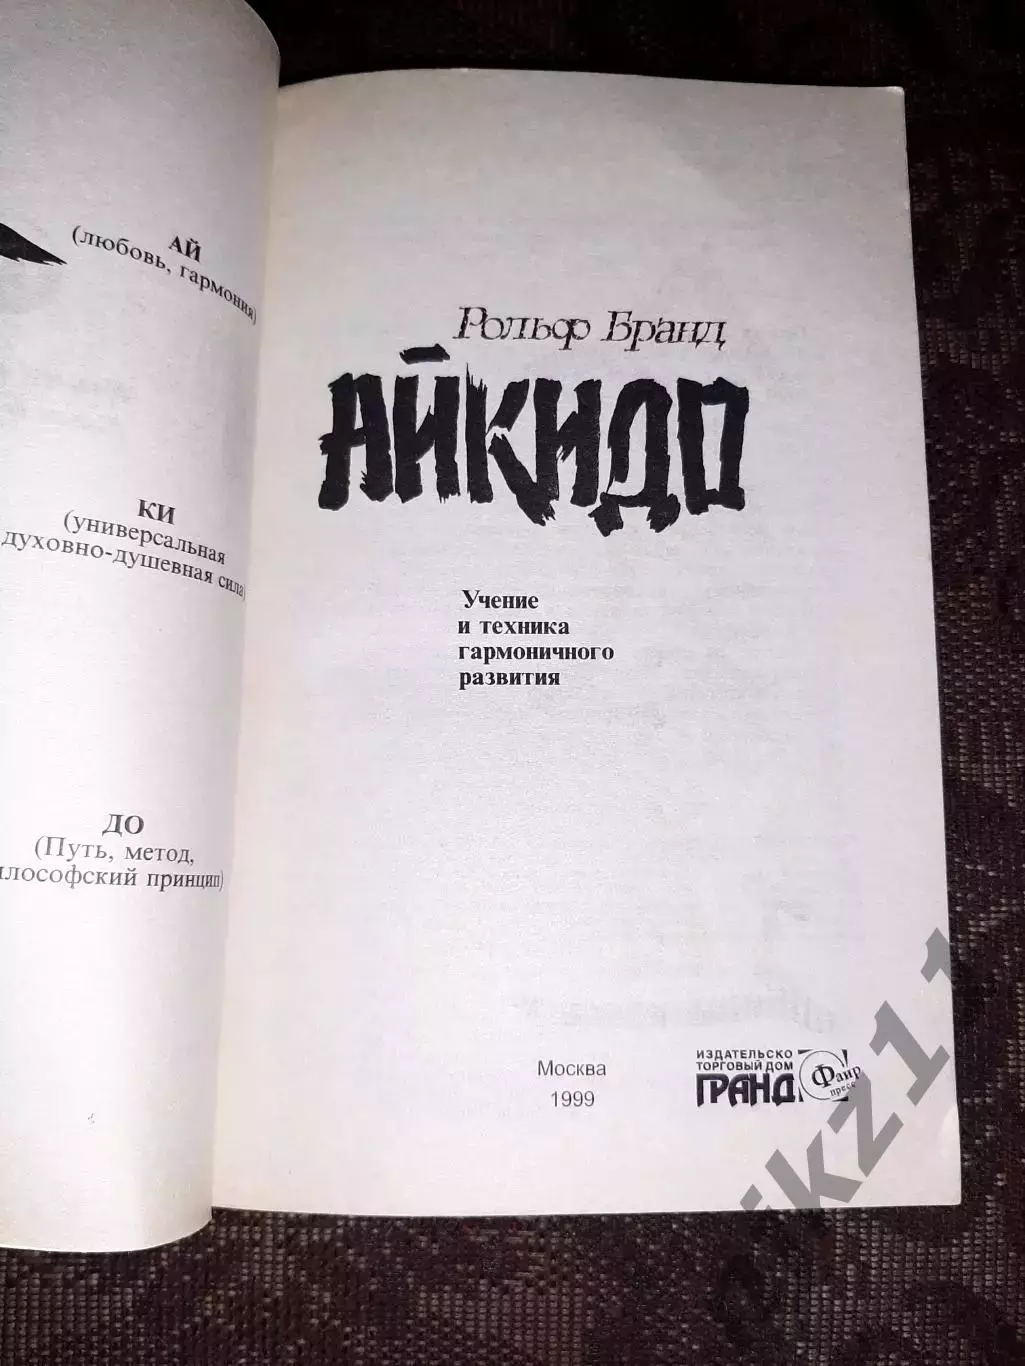 АЙ
(любовь, гармония)
КИ
(универсальная
духовно-душевная сила)
ДО
(Путь, метод,
илософский принцип)
Рольф Бранд
АЙКИДО
Учение
и техника
гармоничного
развития
Москва
1999
ИЗДАТЕЛЬСКО
ТОРГОВЫЙ ДОМ
ГРАНД
Фаир
пресс